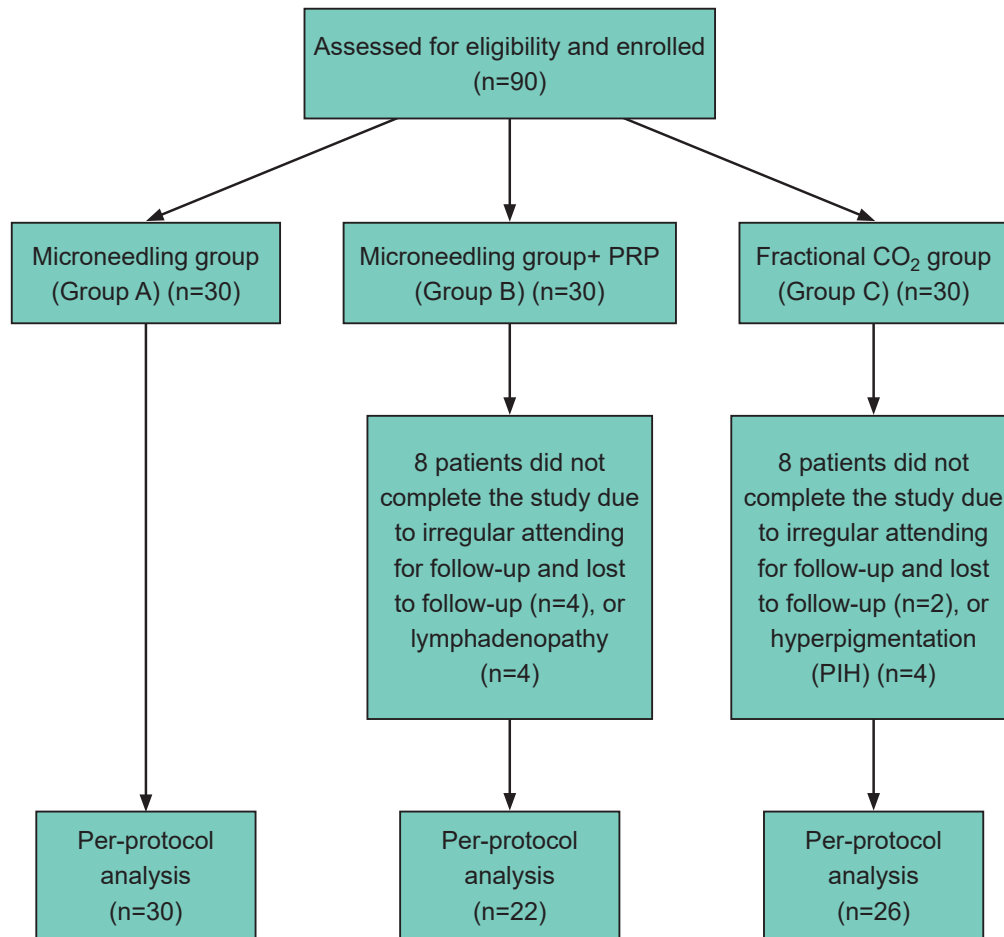 Assessed for eligibility and enrolled
(n=90)
Microneedling group
(Group A) (n=30)
Microneedling group+ PRP
(Group B) (n=30)
Fractional CO₂ group
(Group C) (n=30)
8 patients did not
complete the study due
to irregular attending
for follow-up and lost
to follow-up (n=4), or
lymphadenopathy
(n=4)
8 patients did not
complete the study due
to irregular attending
for follow-up and lost
to follow-up (n=2), or
hyperpigmentation
(PIH) (n=4)
Per-protocol
analysis
(n=30)
Per-protocol
analysis
(n=22)
Per-protocol
analysis
(n=26)